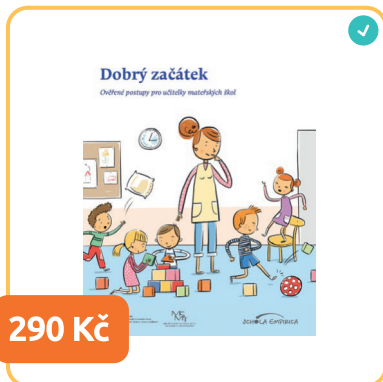 Dobrý začátek
Ověřené postupy pro učitelky mateřských škol
SCHOLA EMPIRICA
290 Kč